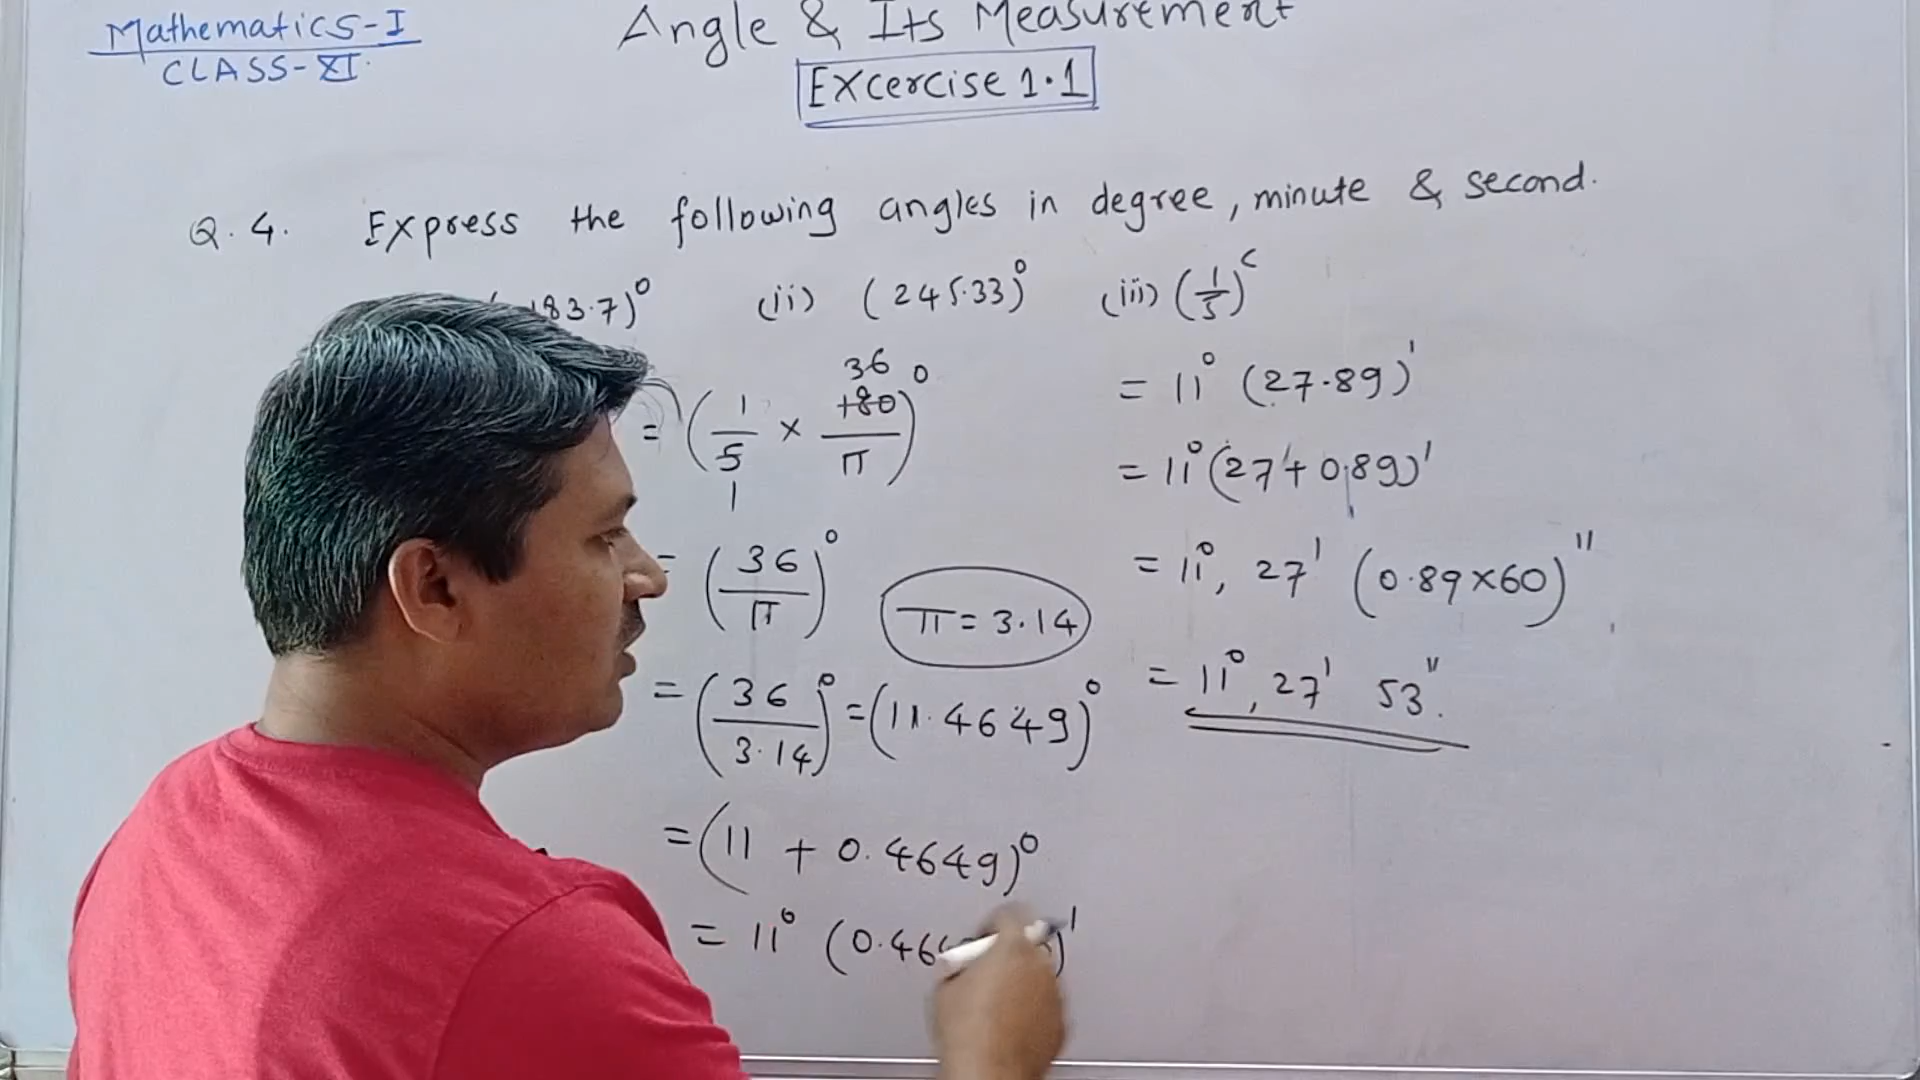 Mathematics-I
CLASS-XI.
Angle & Its Measurement
Excercise 1.1
Q.4. Express the following angles in degree, minute & second.
183.7)° (ii) (245.33)° (iii) (1/5)ᶜ
= (1/5 × 180/π)°
36
1
= (36/π)°
π = 3.14
= (36/3.14)° = (11.4649)°
= (11 + 0.4649)°
= 11° (0.46 )'
= 11° (27.89)'
= 11° (27' + 0.89)'
= 11°, 27' (0.89×60)"
= 11°, 27' 53".